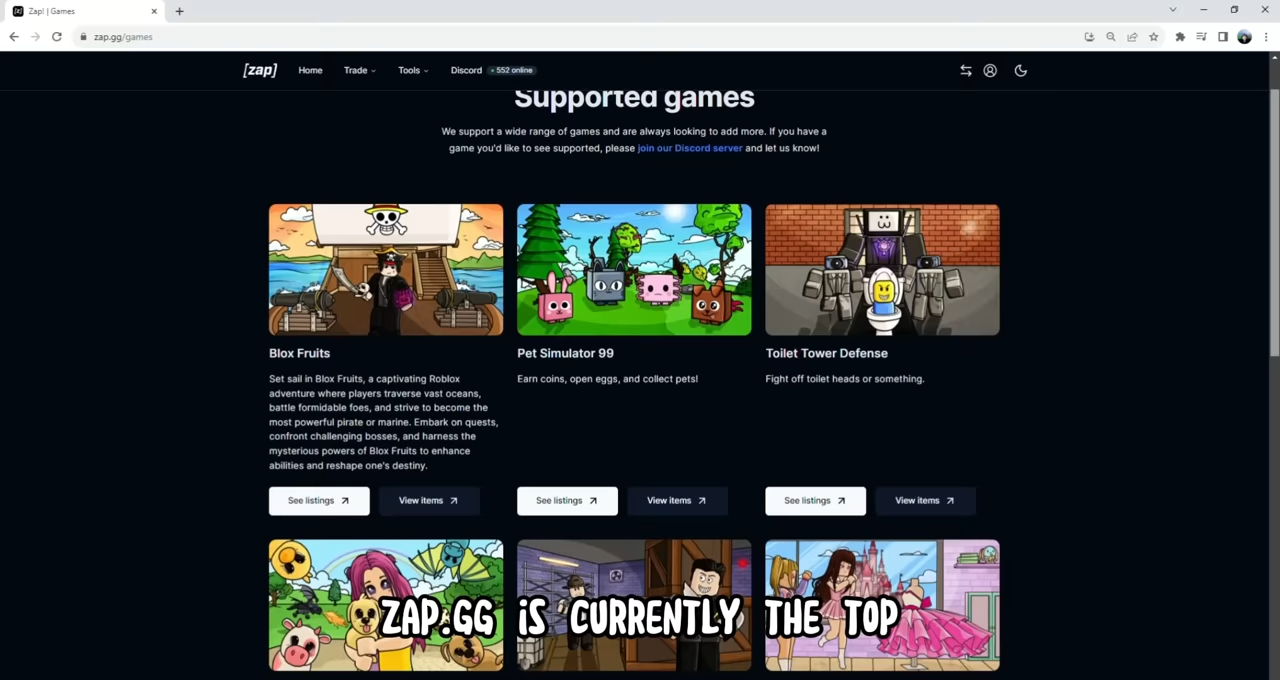 Zap! | Games
zap.gg/games
[zap] Home Trade Tools Discord • 552 online
Supported games
We support a wide range of games and are always looking to add more. If you have a
game you'd like to see supported, please join our Discord server and let us know!
Blox Fruits
Set sail in Blox Fruits, a captivating Roblox
adventure where players traverse vast oceans,
battle formidable foes, and strive to become the
most powerful pirate or marine. Embark on quests,
confront challenging bosses, and harness the
mysterious powers of Blox Fruits to enhance
abilities and reshape one's destiny.
See listings View items
Pet Simulator 99
Earn coins, open eggs, and collect pets!
See listings View items
Toilet Tower Defense
Fight off toilet heads or something.
See listings View items
ZAP.GG IS CURRENTLY THE TOP